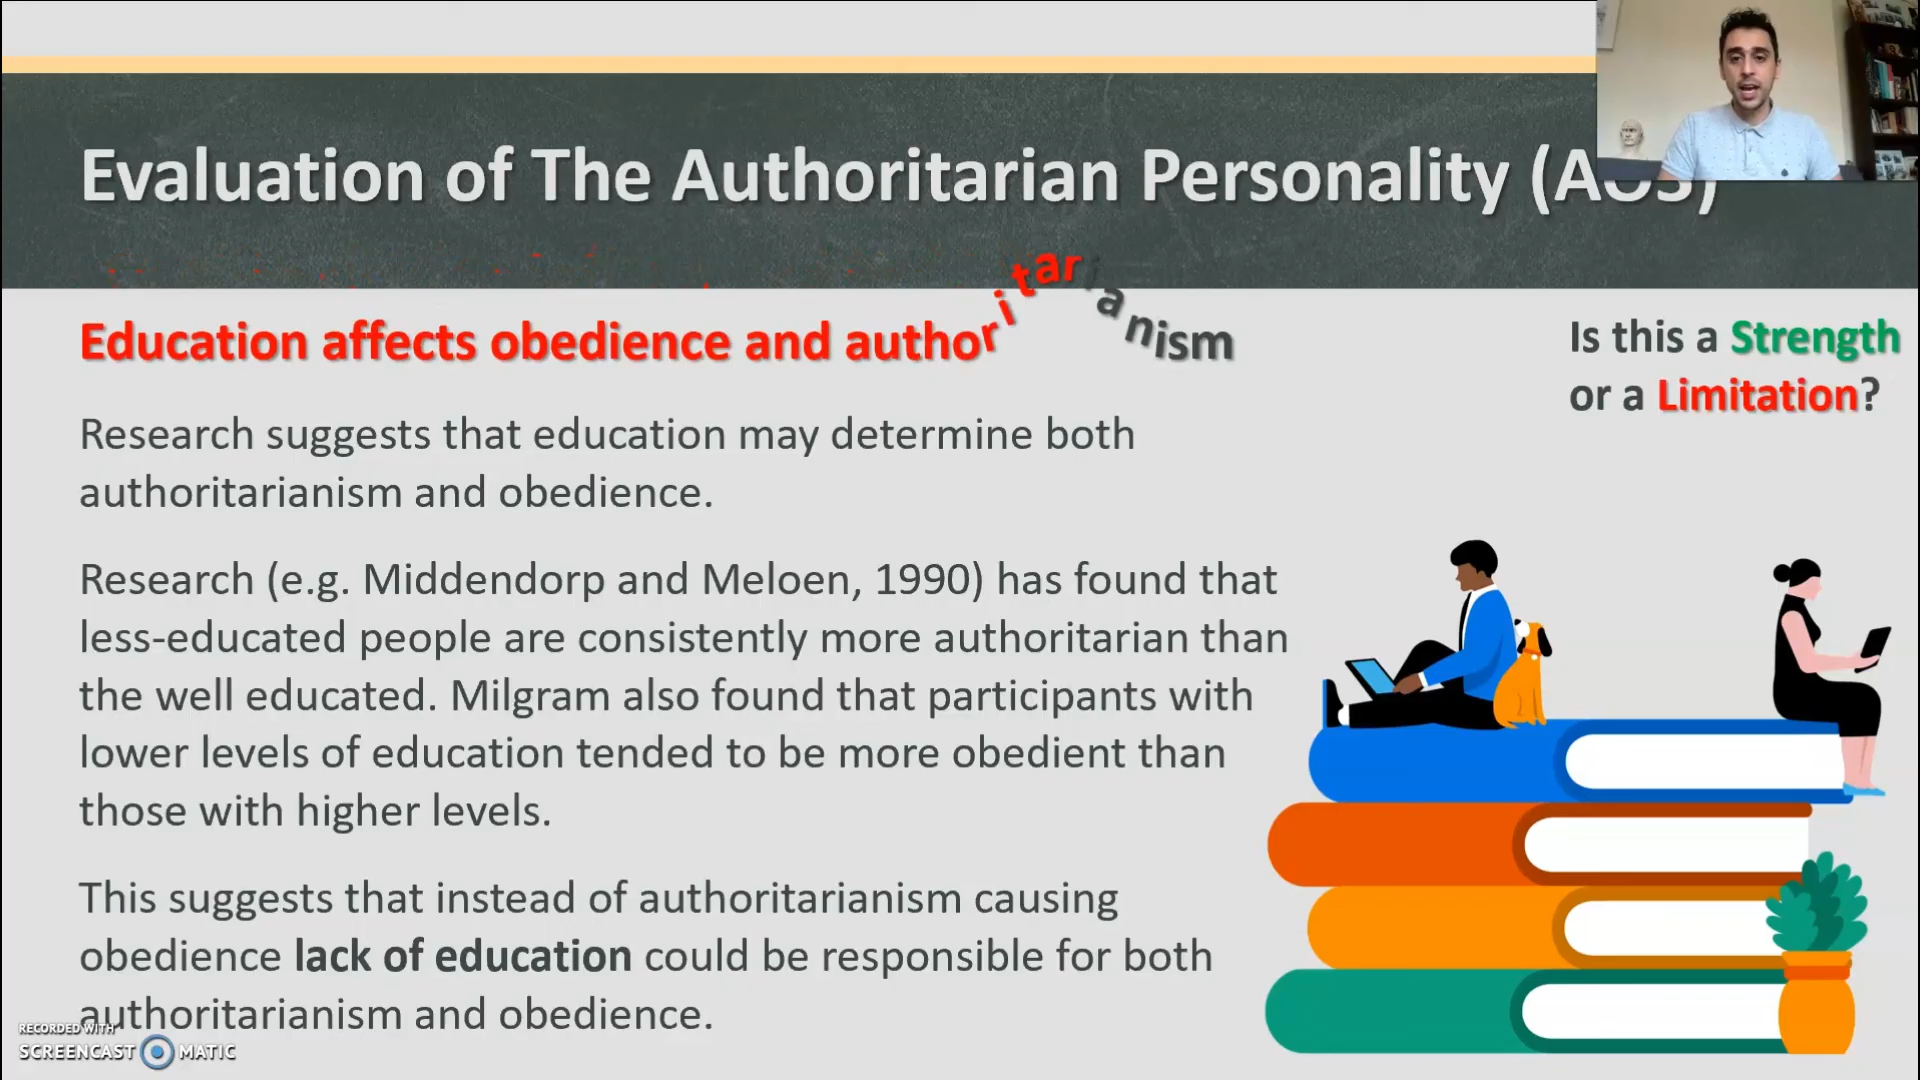 Evaluation of The Authoritarian Personality (AO3)
Education affects obedience and authoritarianism
Is this a Strength
or a Limitation?
Research suggests that education may determine both
authoritarianism and obedience.
Research (e.g. Middendorp and Meloen, 1990) has found that
less-educated people are consistently more authoritarian than
the well educated. Milgram also found that participants with
lower levels of education tended to be more obedient than
those with higher levels.
This suggests that instead of authoritarianism causing
obedience lack of education could be responsible for both
authoritarianism and obedience.
RECORDED WITH
SCREENCAST MATIC